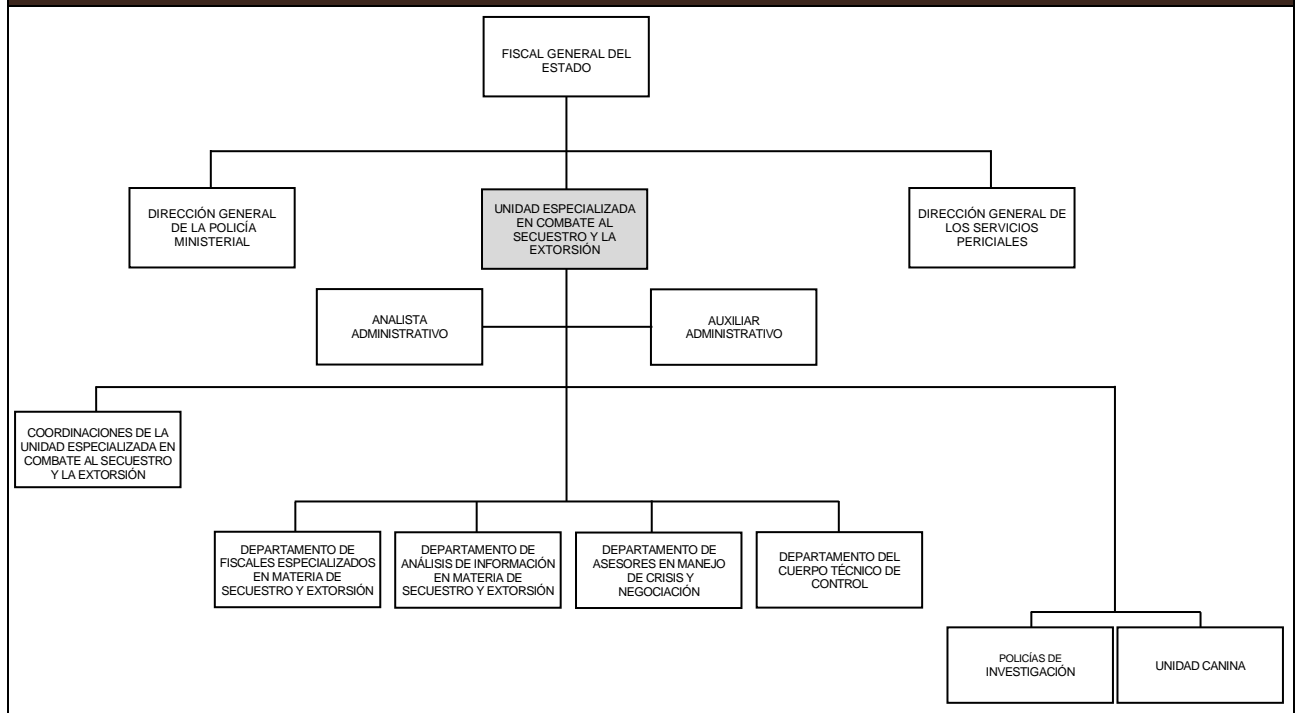 FISCAL GENERAL DEL
ESTADO
DIRECCIÓN GENERAL
DE LA POLICÍA
MINISTERIAL
UNIDAD ESPECIALIZADA
EN COMBATE AL
SECUESTRO Y LA
EXTORSIÓN
DIRECCIÓN GENERAL DE
LOS SERVICIOS
PERICIALES
ANALISTA
ADMINISTRATIVO
AUXILIAR
ADMINISTRATIVO
COORDINACIONES DE LA
UNIDAD ESPECIALIZADA EN
COMBATE AL SECUESTRO
Y LA EXTORSIÓN
DEPARTAMENTO DE
FISCALES ESPECIALIZADOS
EN MATERIA DE
SECUESTRO Y EXTORSIÓN
DEPARTAMENTO DE
ANÁLISIS DE INFORMACIÓN
EN MATERIA DE
SECUESTRO Y EXTORSIÓN
DEPARTAMENTO DE
ASESORES EN MANEJO
DE CRISIS Y
NEGOCIACIÓN
DEPARTAMENTO DEL
CUERPO TÉCNICO DE
CONTROL
POLICÍAS DE
INVESTIGACIÓN
UNIDAD CANINA